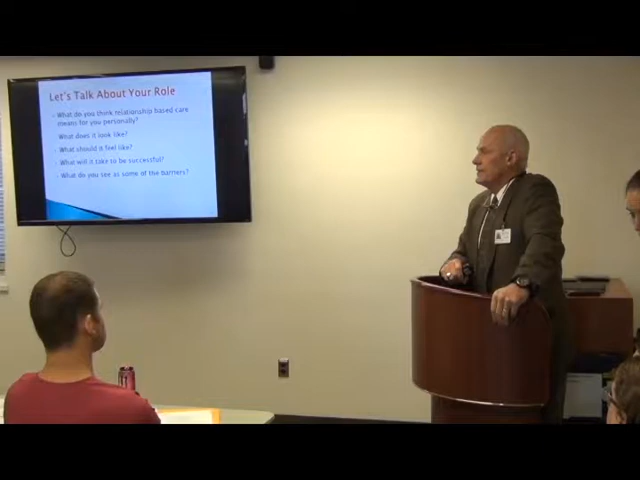 Let's Talk About Your Role
What do you think relationship based care
means for you personally?
What does it look like?
What should it feel like?
What will it take to be successful?
What do you see as some of the barriers?